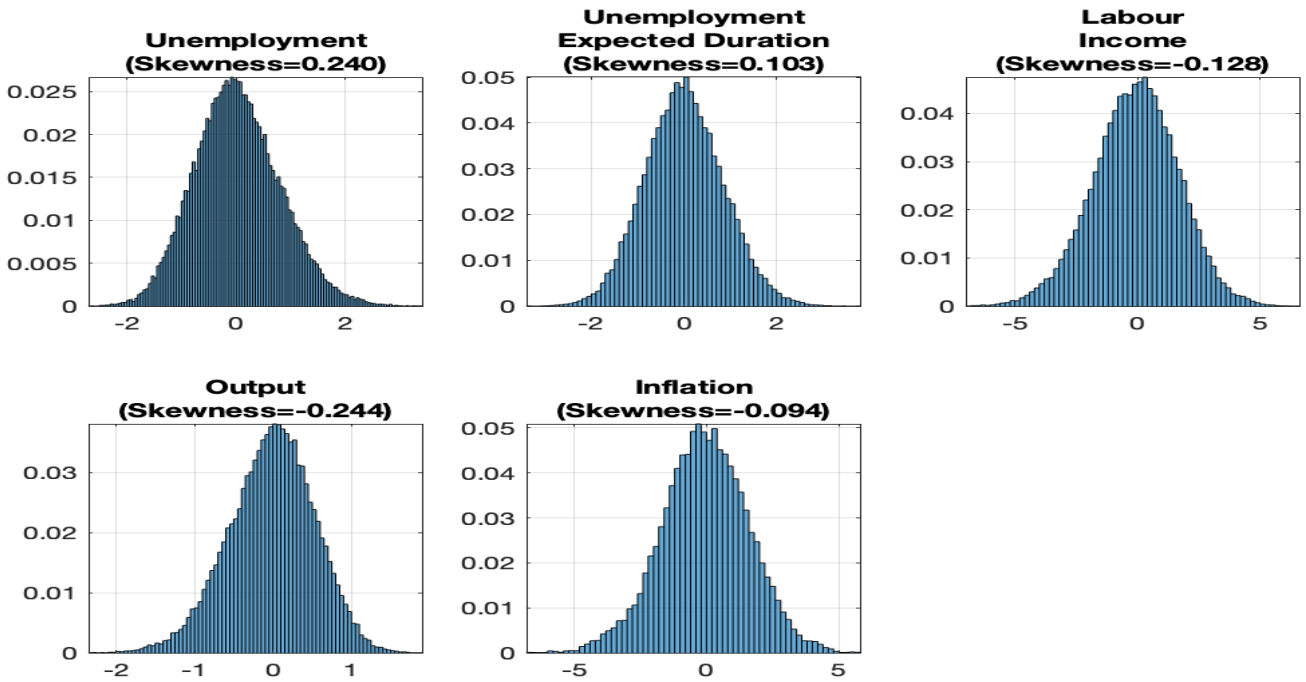 Unemployment
(Skewness=0.240)
0.025
0.02
0.015
0.01
0.005
0
-2 0 2
Unemployment
Expected Duration
(Skewness=0.103)
0.05
0.04
0.03
0.02
0.01
0
-2 0 2
Labour
Income
(Skewness=-0.128)
0.04
0.03
0.02
0.01
0
-5 0 5
Output
(Skewness=-0.244)
0.03
0.02
0.01
0
-2 -1 0 1
Inflation
(Skewness=-0.094)
0.05
0.04
0.03
0.02
0.01
0
-5 0 5